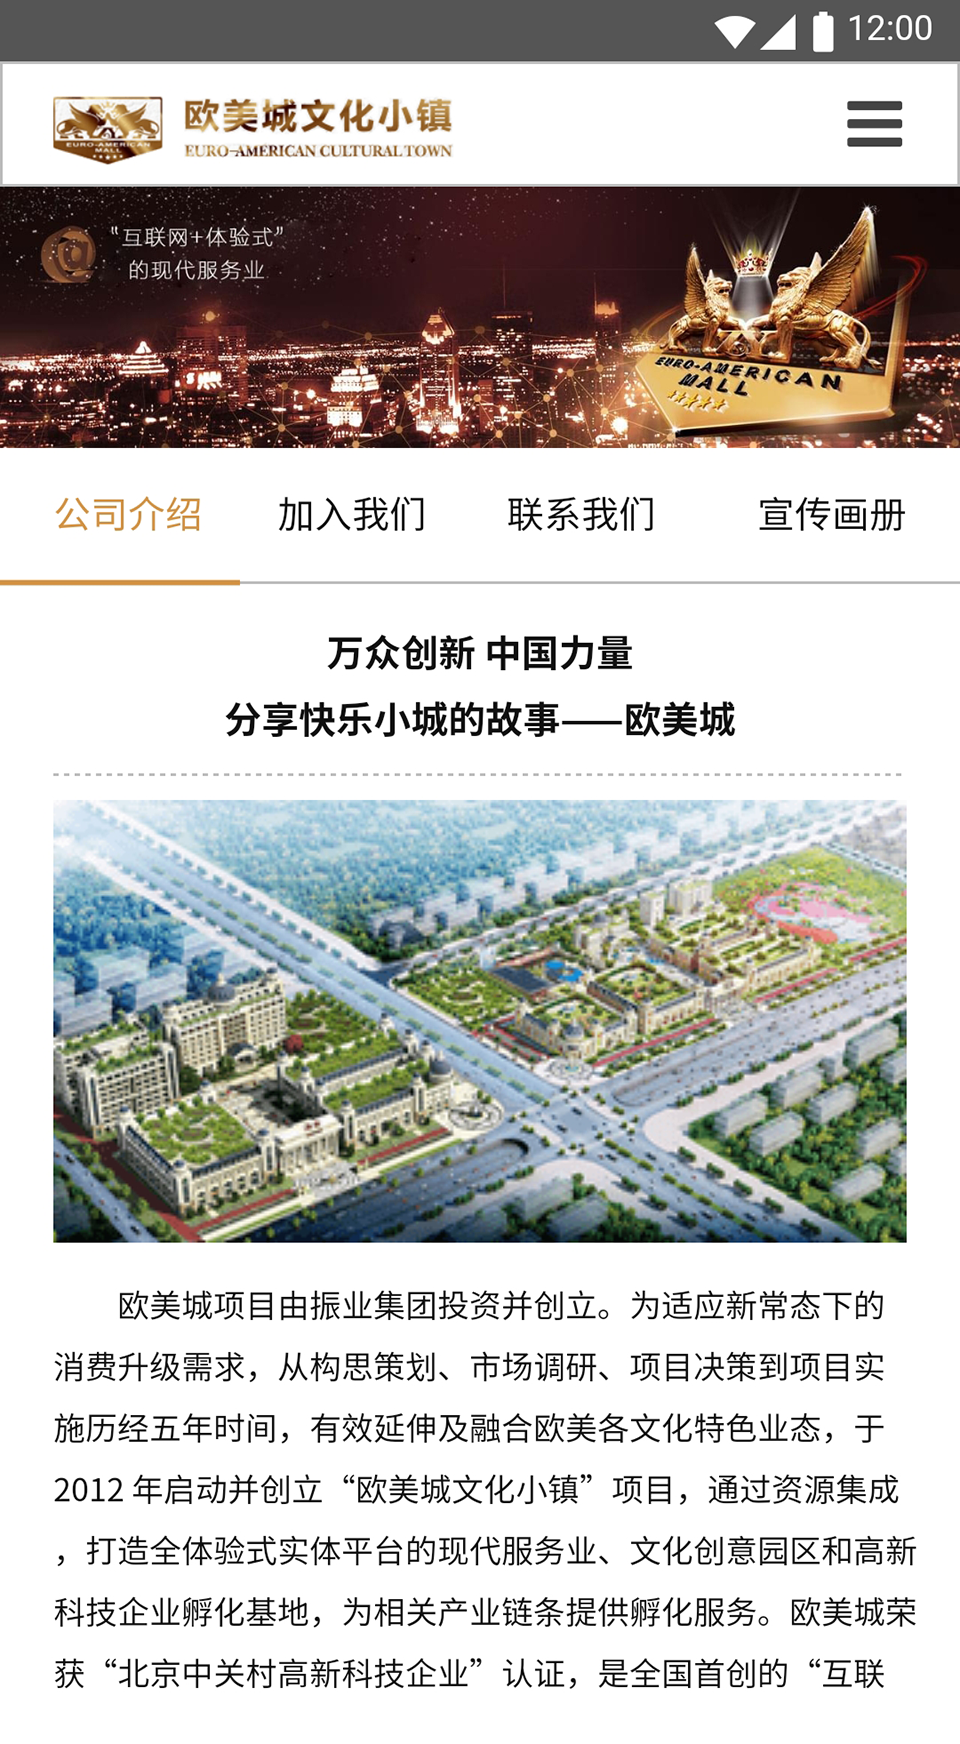 12:00
欧美城文化小镇
EURO-AMERICAN CULTURAL TOWN
EURO-AMERICAN
MALL
“互联网+体验式”
的现代服务业
EURO-AMERICAN
MALL
公司介绍
加入我们
联系我们
宣传画册
万众创新 中国力量
分享快乐小城的故事——欧美城
欧美城项目由振业集团投资并创立。为适应新常态下的
消费升级需求，从构思策划、市场调研、项目决策到项目实
施历经五年时间，有效延伸及融合欧美各文化特色业态，于
2012 年启动并创立“欧美城文化小镇”项目，通过资源集成
，打造全体验式实体平台的现代服务业、文化创意园区和高新
科技企业孵化基地，为相关产业链条提供孵化服务。欧美城荣
获“北京中关村高新科技企业”认证，是全国首创的“互联